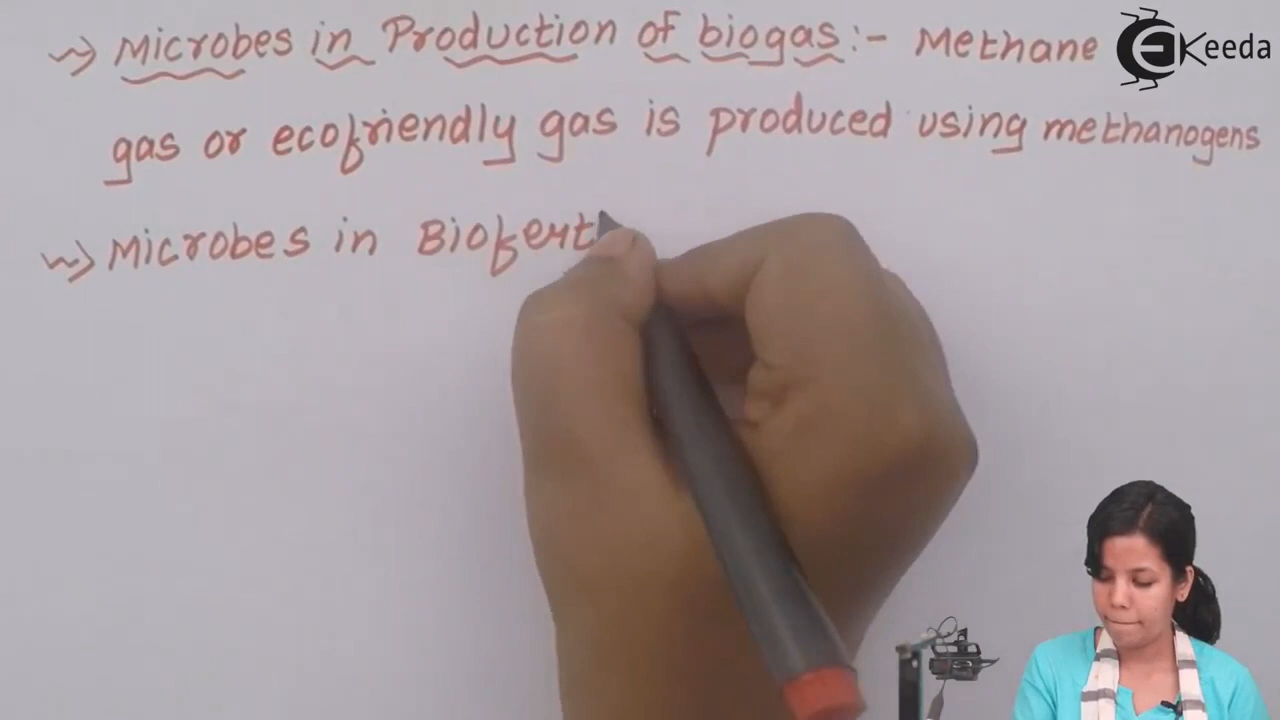 Microbes in Production of biogas:- Methane
gas or ecofriendly gas is produced using methanogens
Microbes in Biofert
Ekeeda